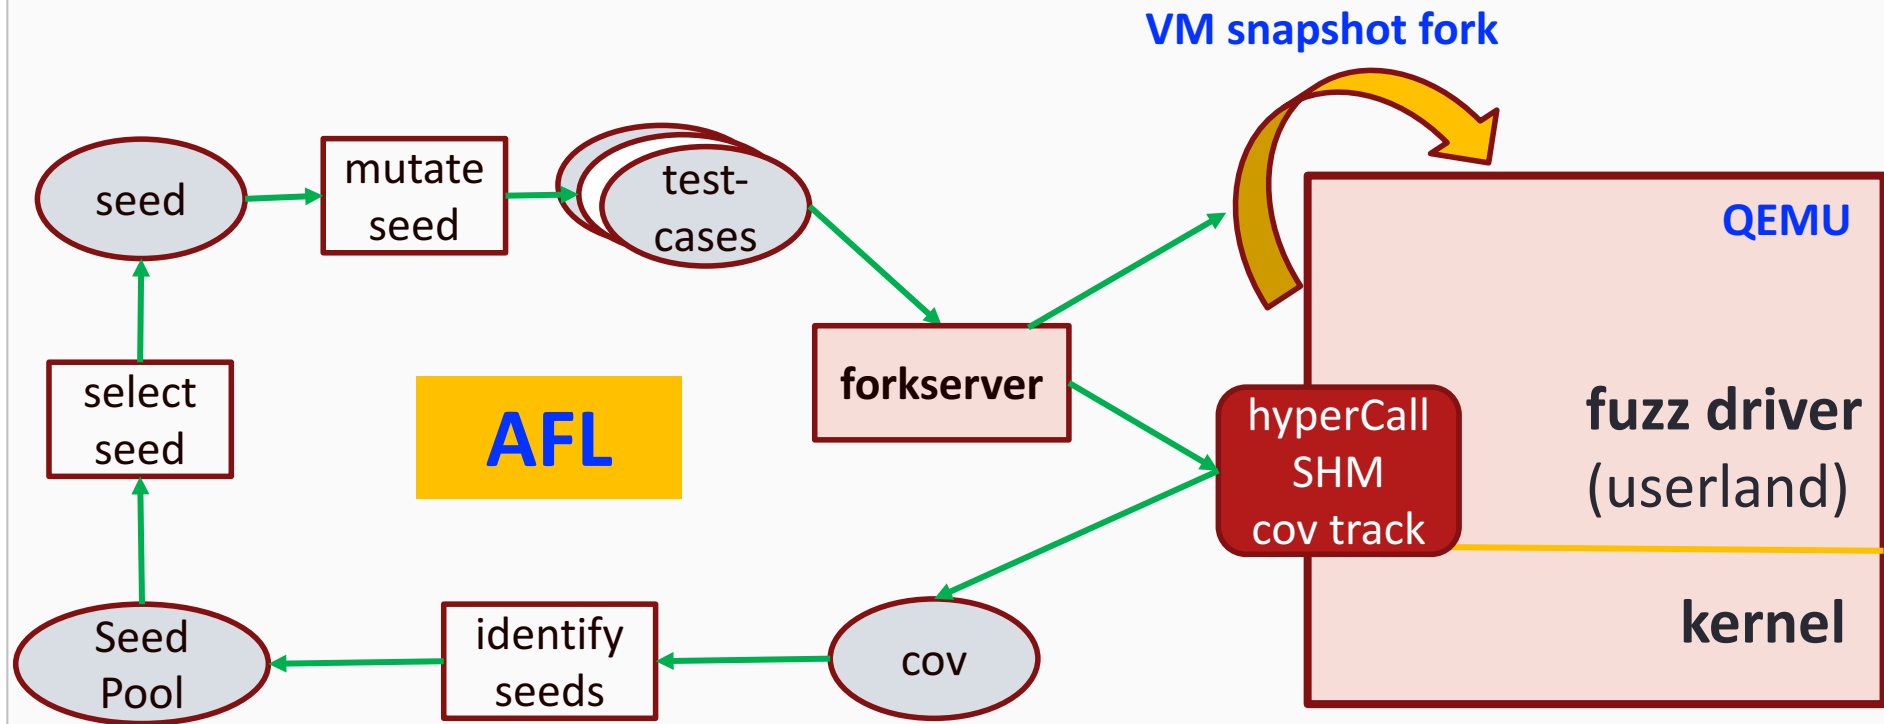 VM snapshot fork
seed
mutate
seed
test-
cases
QEMU
forkserver
select
seed
AFL
hyperCall
SHM
cov track
fuzz driver
(userland)
kernel
Seed
Pool
identify
seeds
cov